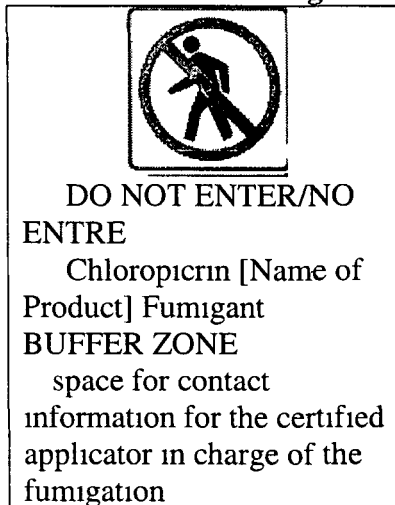 DO NOT ENTER/NO
ENTRE
Chloropicrin [Name of
Product] Fumigant
BUFFER ZONE
space for contact
information for the certified
applicator in charge of the
fumigation